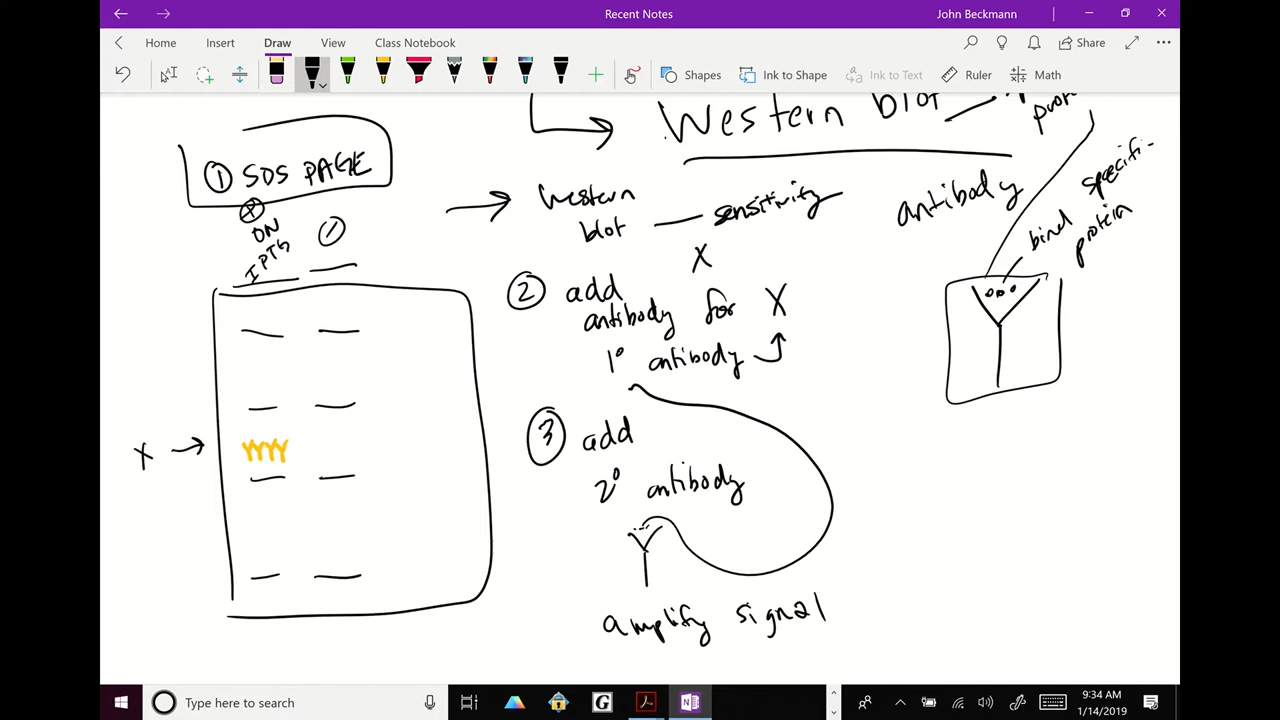 Recent Notes
John Beckmann
Home
Insert
Draw
View
Class Notebook
Share
Shapes
Ink to Shape
Ink to Text
Ruler
Math
Western blot
① SDS PAGE
+
ON
IPTG
western
blot — sensitivity
X
antibody
bind specifi-
protein
② add
antibody for X
1° antibody
X →
③ add
2° antibody
amplify signal
Type here to search
9:34 AM
1/14/2019